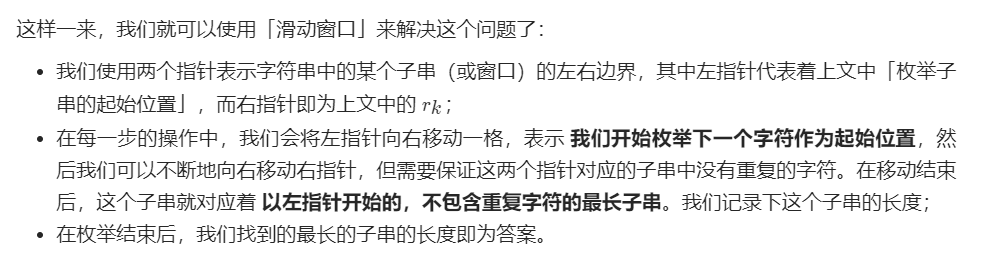 这样一来，我们就可以使用「滑动窗口」来解决这个问题了：
• 我们使用两个指针表示字符串中的某个子串（或窗口）的左右边界，其中左指针代表着上文中「枚举子
串的起始位置」，而右指针即为上文中的 rk；
• 在每一步的操作中，我们会将左指针向右移动一格，表示 我们开始枚举下一个字符作为起始位置，然
后我们可以不断地向右移动右指针，但需要保证这两个指针对应的子串中没有重复的字符。在移动结束
后，这个子串就对应着 以左指针开始的，不包含重复字符的最长子串。我们记录下这个子串的长度；
• 在枚举结束后，我们找到的最长的子串的长度即为答案。